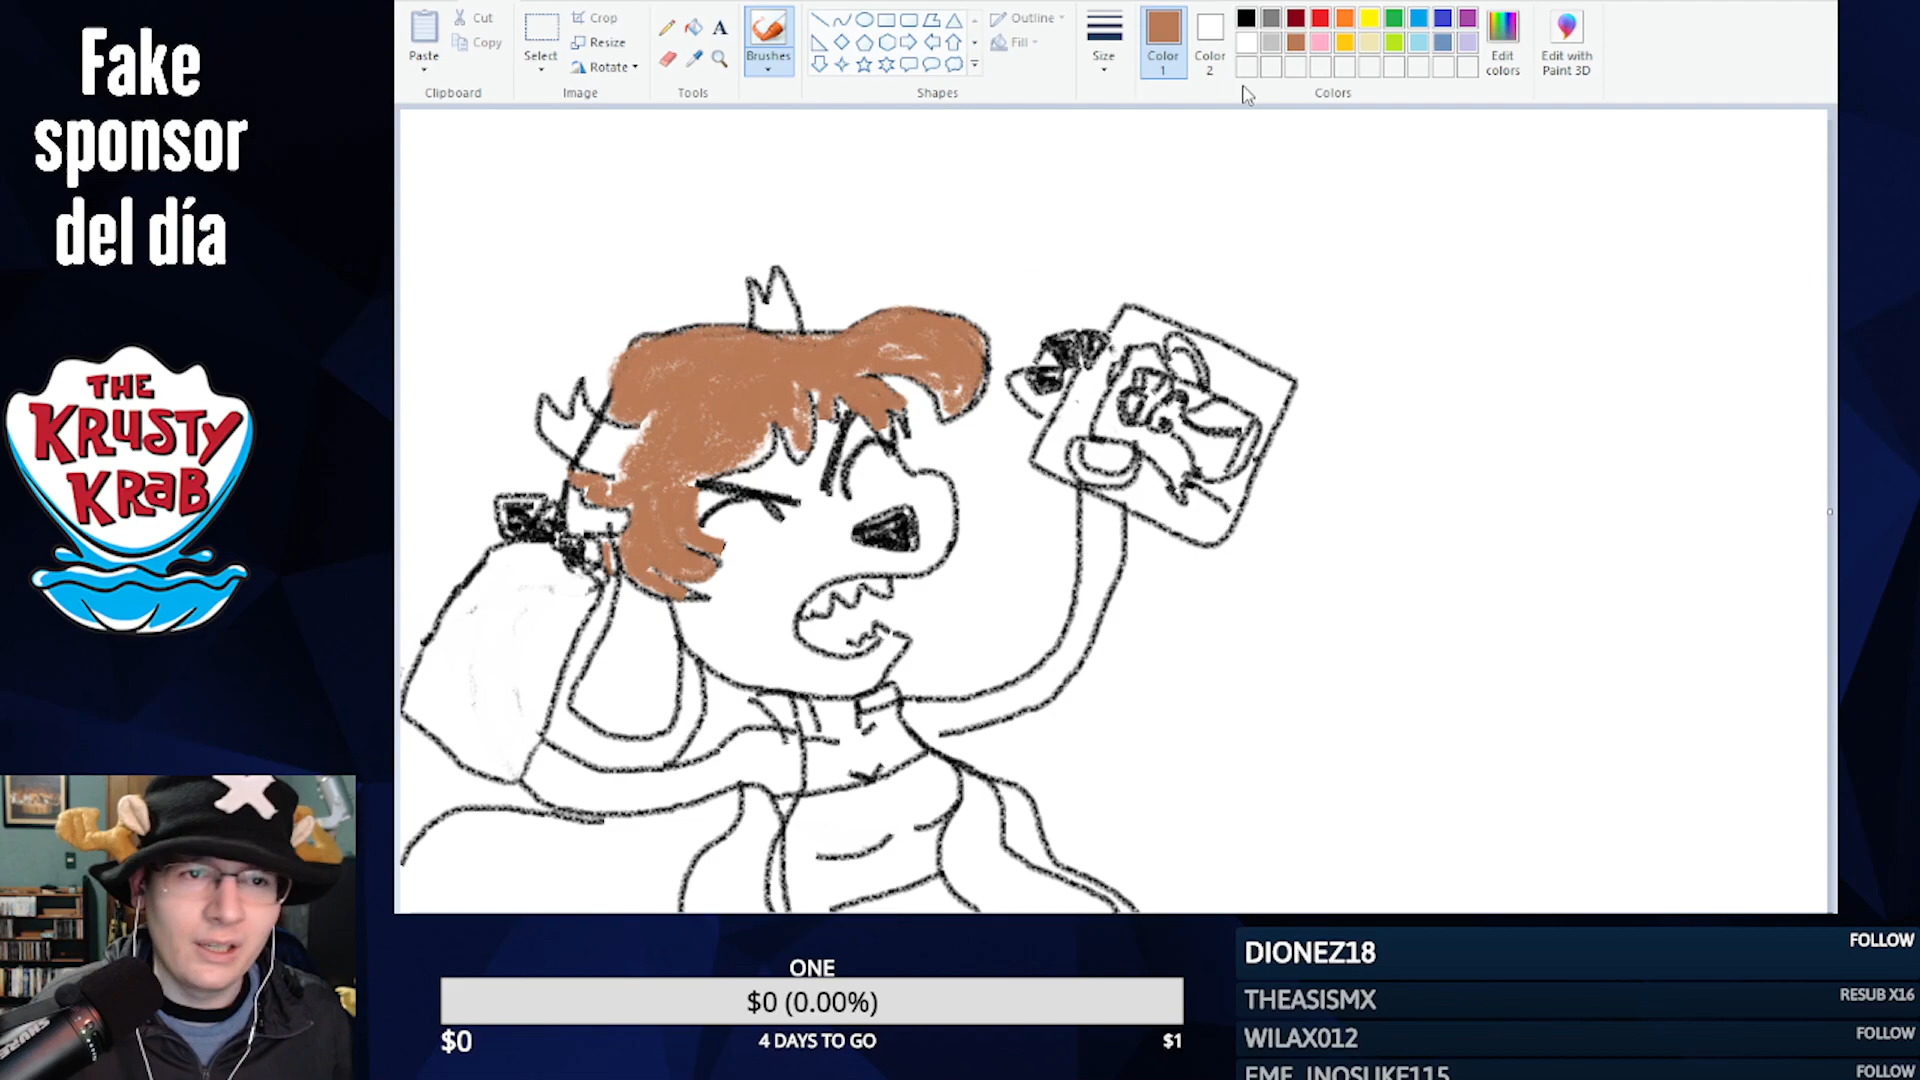 Fake
sponsor
del día
THE
KRUSTY
KRAB
Paste
Cut
Copy
Clipboard
Select
Crop
Resize
Rotate
Image
A
Tools
Brushes
Shapes
Outline
Fill
Size
Color
1
Color
2
Edit
colors
Colors
Edit with
Paint 3D
ONE
$0 (0.00%)
$0
4 DAYS TO GO
$1
DIONEZ18
FOLLOW
THEASISMX
RESUB X16
WILAX012
FOLLOW
EME_INOSUKE115
FOLLOW